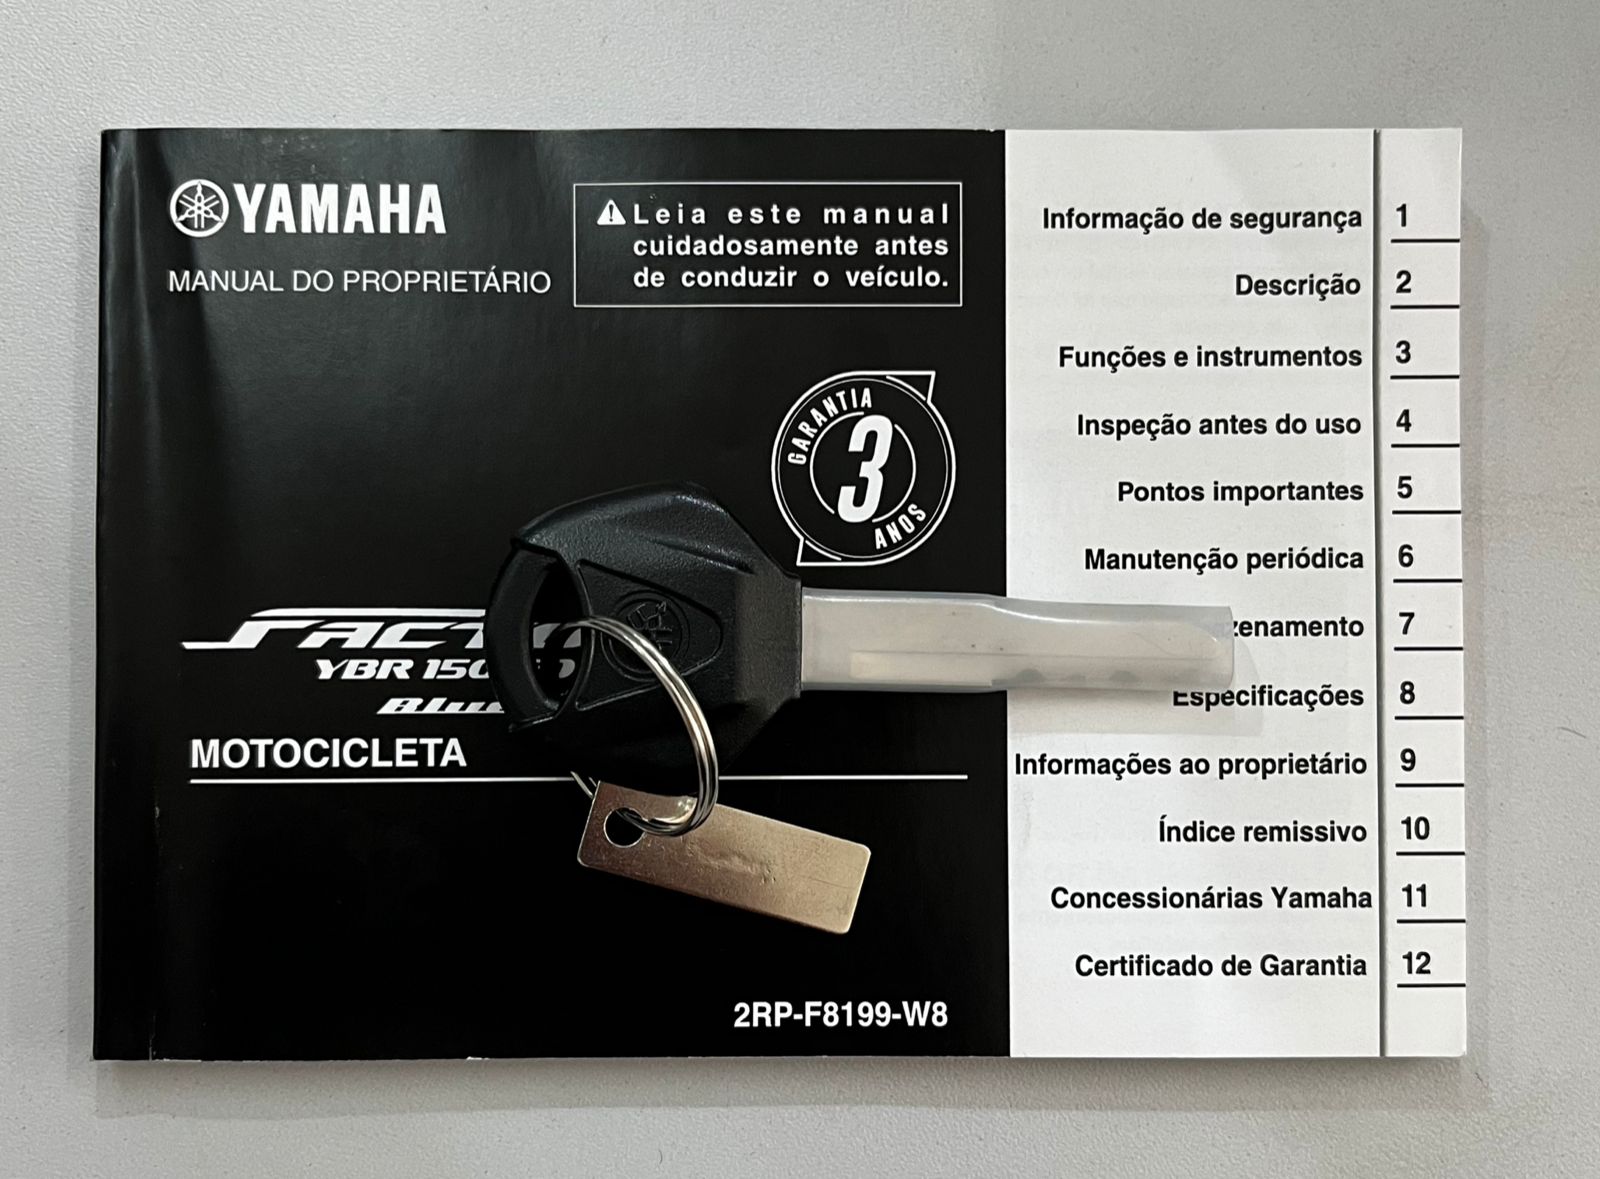 YAMAHA
MANUAL DO PROPRIETÁRIO
Leia este manual
cuidadosamente antes
de conduzir o veículo.
GARANTIA
3
ANOS
YBR
MOTOCICLETA
2RP-F8199-W8
Informação de segurança 1
Descrição 2
Funções e instrumentos 3
Inspeção antes do uso 4
Pontos importantes 5
Manutenção periódica 6
zenamento 7
Especificações 8
Informações ao proprietário 9
Índice remissivo 10
Concessionárias Yamaha 11
Certificado de Garantia 12